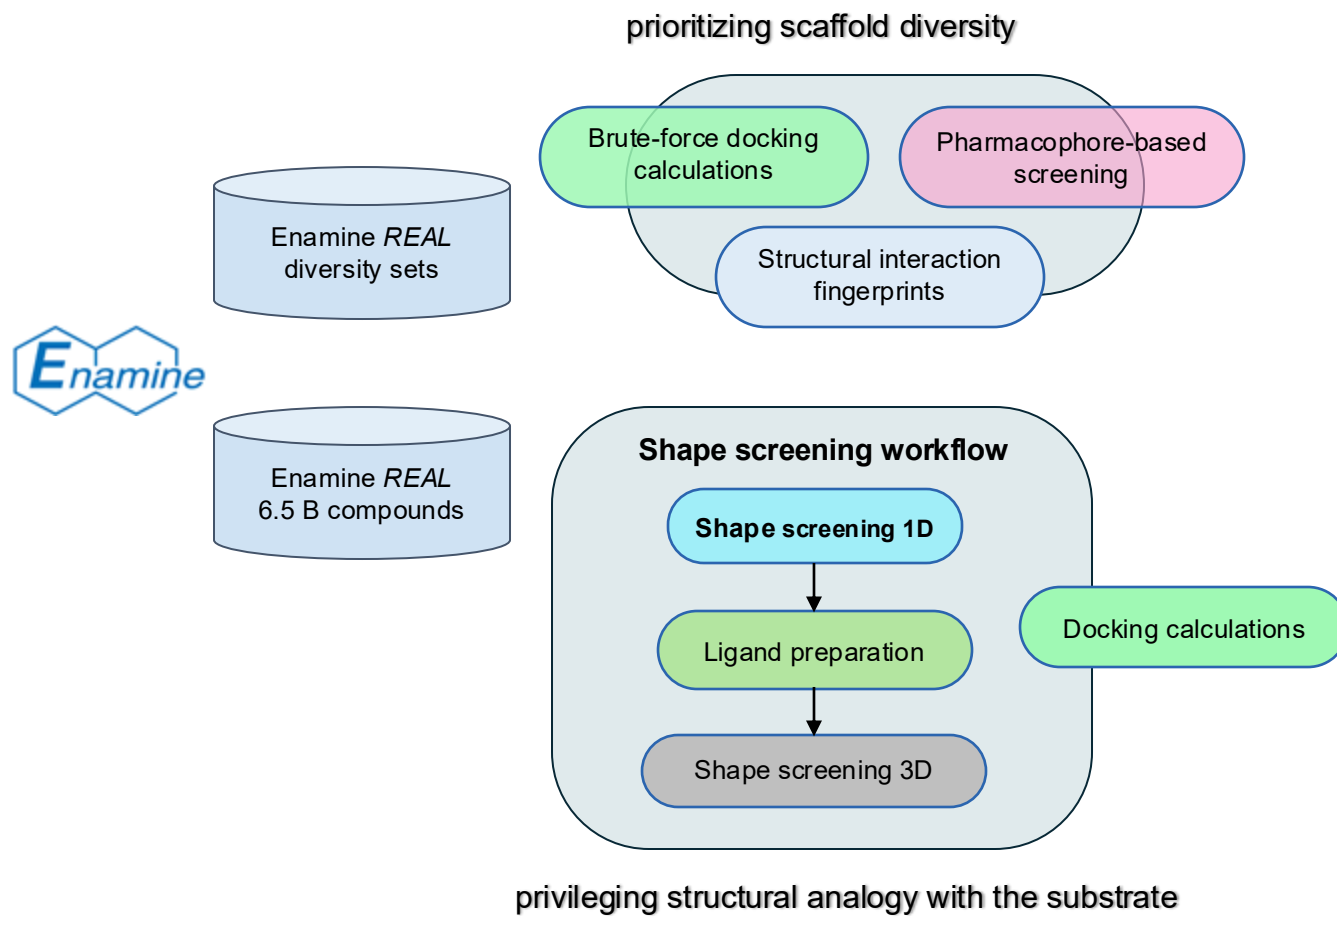 prioritizing scaffold diversity
Brute-force docking
calculations
Pharmacophore-based
screening
Structural interaction
fingerprints
Enamine REAL
diversity sets
Enamine
Enamine REAL
6.5 B compounds
Shape screening workflow
Shape screening 1D
Ligand preparation
Shape screening 3D
Docking calculations
privileging structural analogy with the substrate